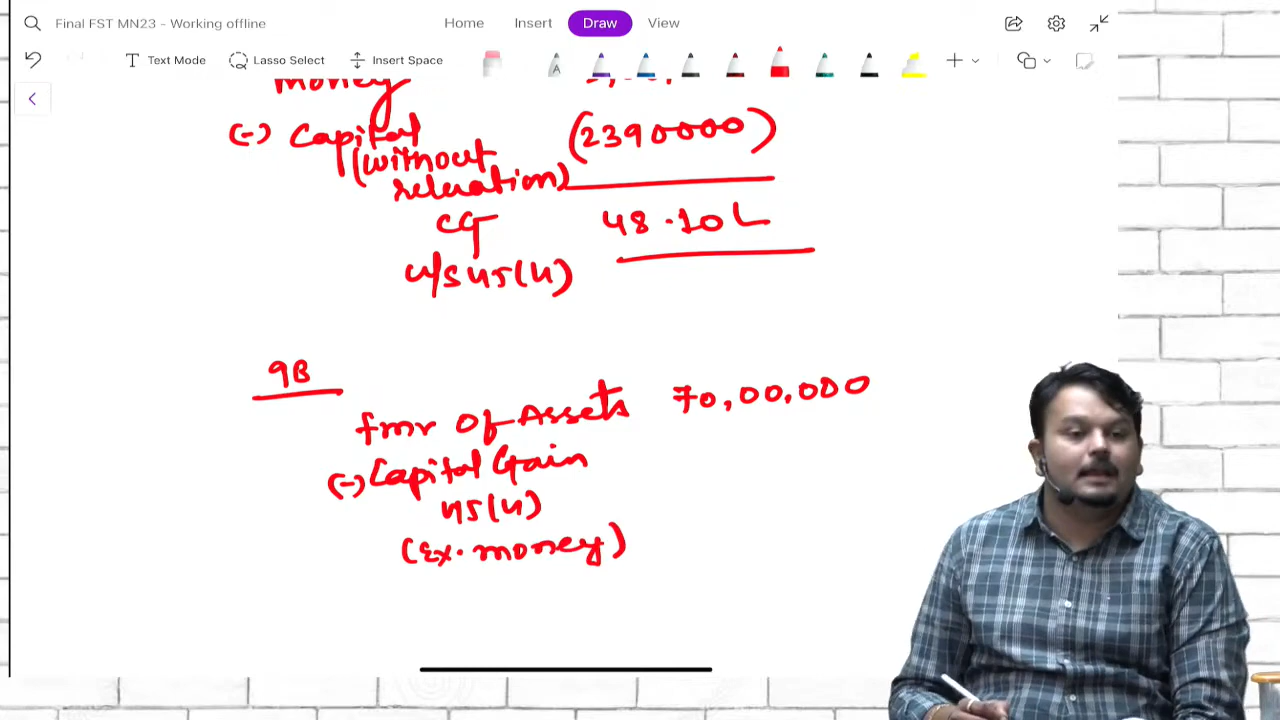 Final FST MN23 - Working offline
Home Insert Draw View
Text Mode Lasso Select Insert Space
money
(-) Capital (2390000)
(without
reluation)
CG 48.10L
u/s 45(4)
9B
fmv Of Assets 70,00,000
(-) Capital Gain
45(4)
(Ex. money)